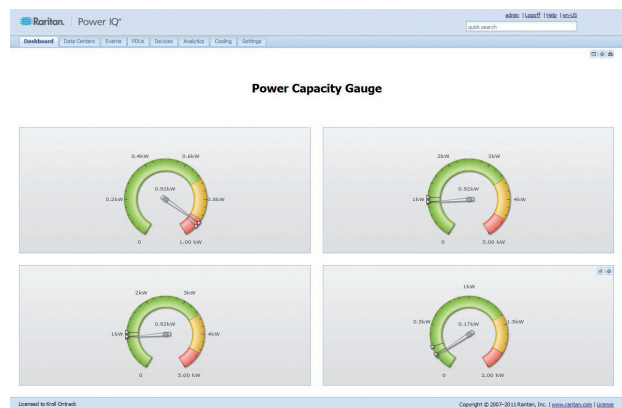 admin | Logoff | Help | en-US
Raritan. | Power IQ®
quick search
Dashboard Data Centers Events PDUs Devices Analytics Cooling Settings
Power Capacity Gauge
0.4kW 0.6kW
0.2kW 0.92kW 0.8kW
0 1.00 kW
2kW 3kW
1kW 0.92kW 4kW
0 5.00 kW
2kW 3kW
1kW 0.92kW 4kW
0 5.00 kW
1kW
0.5kW 0.17kW 1.5kW
0 2.00 kW
Licensed to Kroll Ontrack
Copyright © 2007-2011 Raritan, Inc. | www.raritan.com | License